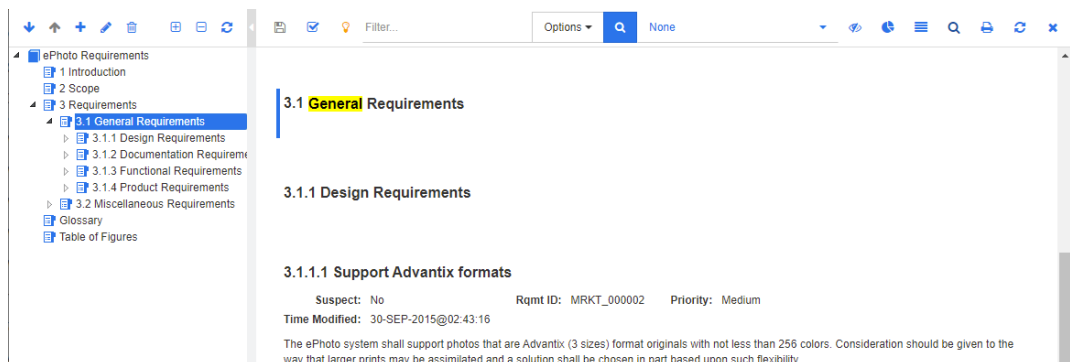 Filter...
Options
None
ePhoto Requirements
1 Introduction
2 Scope
3 Requirements
3.1 General Requirements
3.1.1 Design Requirements
3.1.2 Documentation Requireme
3.1.3 Functional Requirements
3.1.4 Product Requirements
3.2 Miscellaneous Requirements
Glossary
Table of Figures
3.1 General Requirements
3.1.1 Design Requirements
3.1.1.1 Support Advantix formats
Suspect: No Rqmt ID: MRKT_000002 Priority: Medium
Time Modified: 30-SEP-2015@02:43:16
The ePhoto system shall support photos that are Advantix (3 sizes) format originals with not less than 256 colors. Consideration should be given to the
way that larger prints may be assimilated and a solution shall be chosen in part based upon such flexibility.